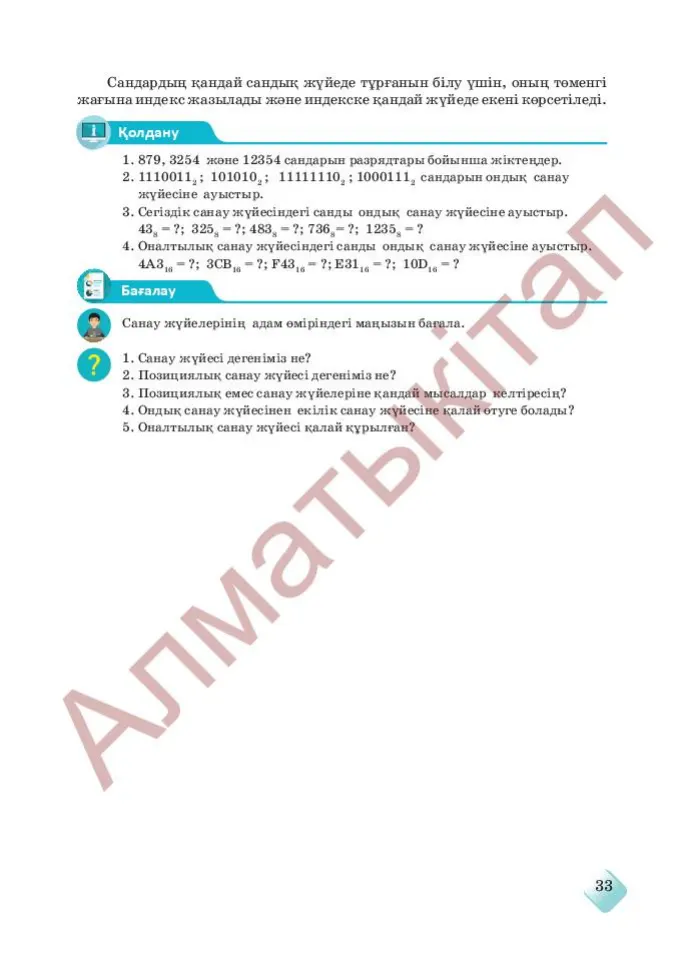 Сандардың қандай сандық жүйеде тұрғанын білу үшін, оның төменгі
жағына индекс жазылады және индексте қандай жүйеде екені көрсетіледі.
Қолдану
1. 879, 3254 және 12354 сандарын разрядтары бойынша жіктеңдер.
2. 1110011₂ ; 101010₂ ; 11111110₂ ; 1000111₂ сандарын ондық санау
жүйесіне ауыстыр.
3. Сегіздік санау жүйесіндегі санды ондық санау жүйесіне ауыстыр.
43₈ = ?; 325₈ = ?; 483₈ = ?; 736₈= ?; 1235₈ = ?
4. Оналтылық санау жүйесіндегі санды ондық санау жүйесіне ауыстыр.
4A3₁₆ = ?; 3CB₁₆ = ?; F43₁₆ = ?; E31₁₆ = ?; 10D₁₆ = ?
Бағалау
Санау жүйелерінің адам өміріндегі маңызын бағала.
?
1. Санау жүйесі дегеніміз не?
2. Позициялық санау жүйесі дегеніміз не?
3. Позициялық емес санау жүйелеріне қандай мысалдар келтіресің?
4. Ондық санау жүйесінен екілік санау жүйесіне қалай өтуге болады?
5. Оналтылық санау жүйесі қалай құрылған?
Алматыкітап
33